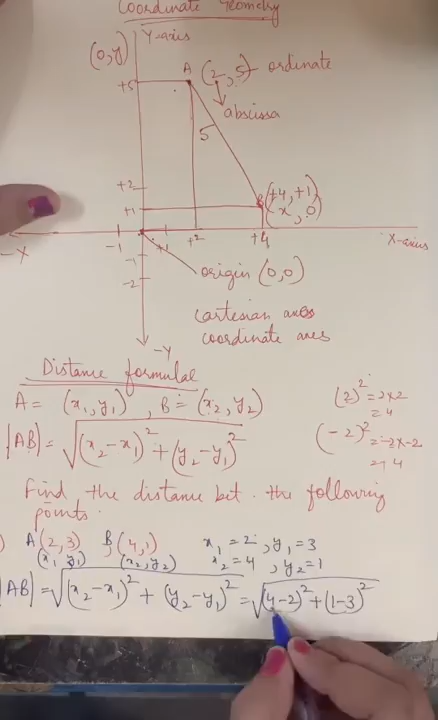 Coordinate Geometry
Y-axis
(0,y)
A (2,5) ordinate
+5
abscissa
5
+2
+1
B (+4,+1)
(x,0)
-X
-1
+1
+2
+4
X-axis
-1
-2
origin (0,0)
Cartesian axes
coordinate axes
-Y
Distance formula
A = (x₁,y₁), B = (x₂,y₂)
|AB| = √(x₂-x₁)² + (y₂-y₁)²
(2)² = 2×2
= 4
(-2)² = -2×-2
= 4
Find the distance bet. the following
points.
) A(2,3) B(4,1) x₁ = 2, y₁ = 3
(x₁ y₁) (x₂,y₂) x₂ = 4, y₂ = 1
|AB| = √(x₂-x₁)² + (y₂-y₁)² = √(4-2)² + (1-3)²